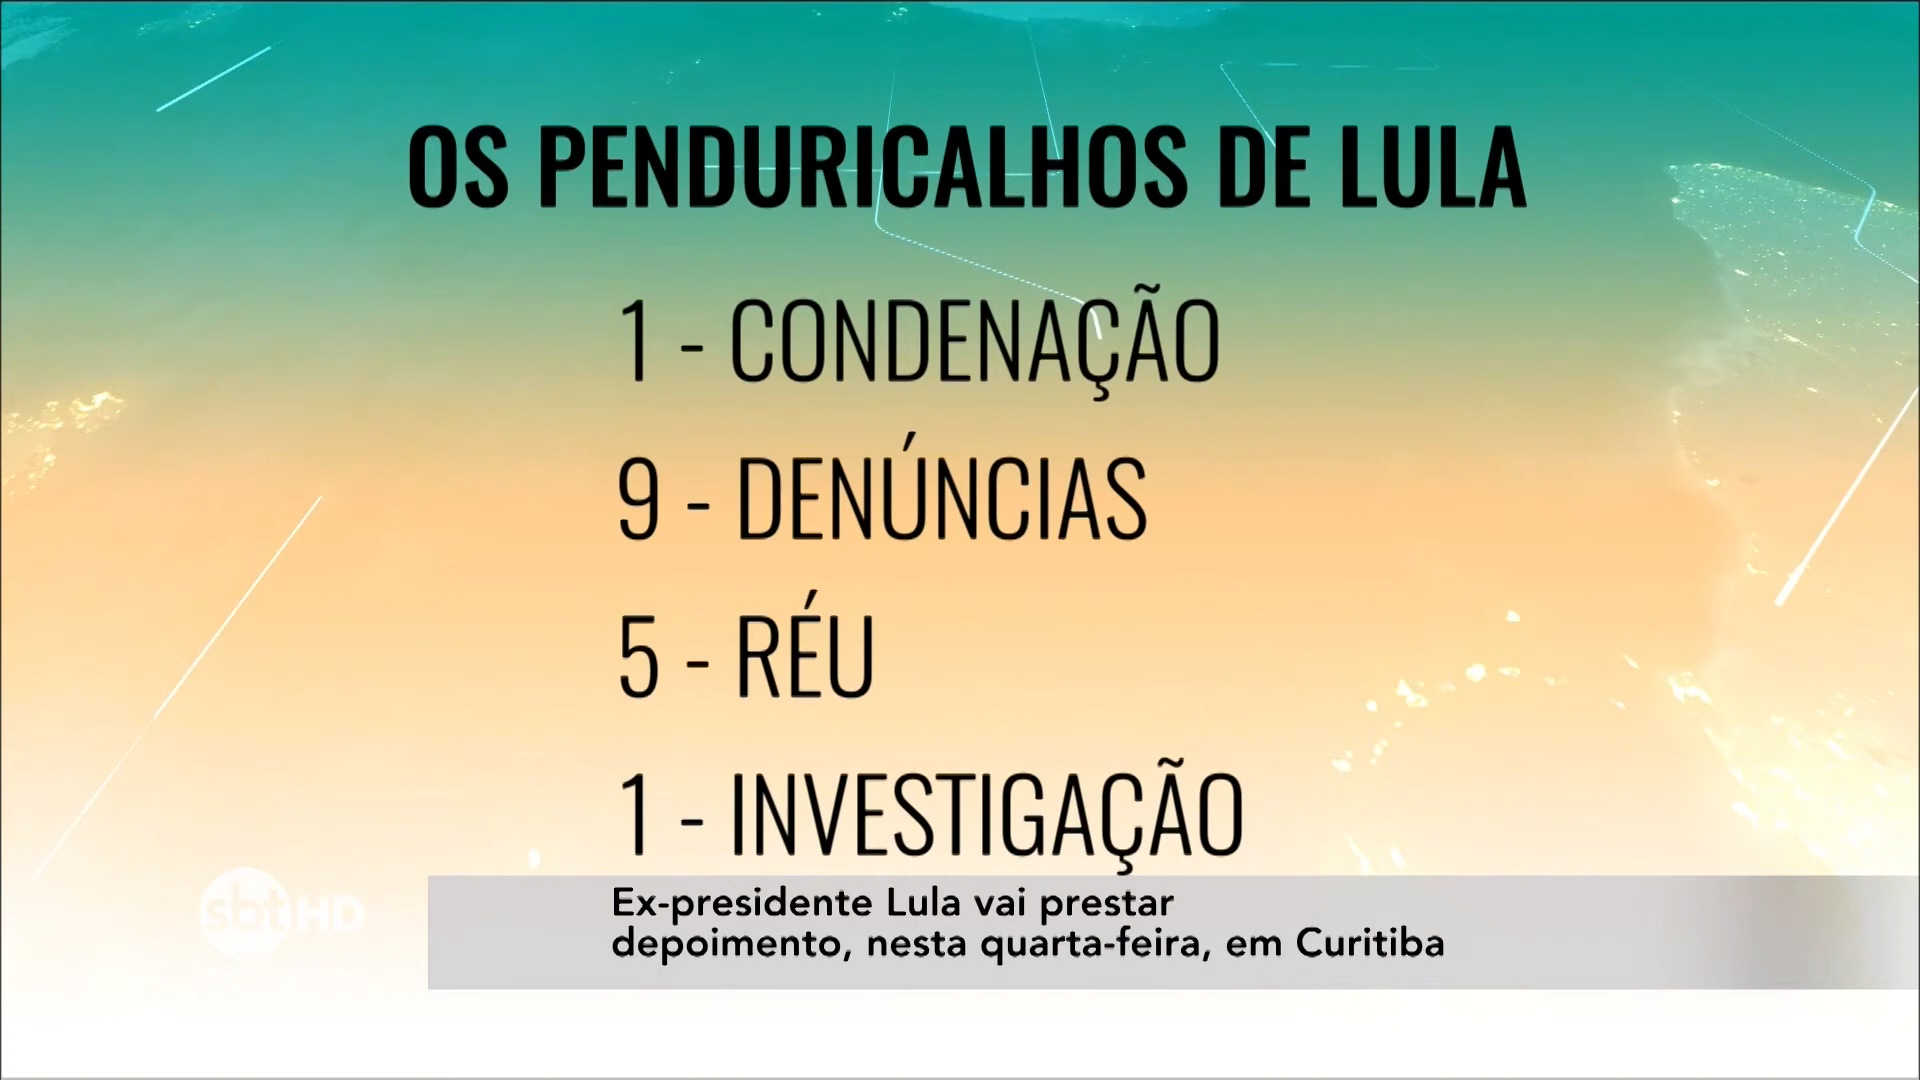 OS PENDURICALHOS DE LULA
1 - CONDENAÇÃO
9 - DENÚNCIAS
5 - RÉU
1 - INVESTIGAÇÃO
Ex-presidente Lula vai prestar
depoimento, nesta quarta-feira, em Curitiba
sbt HD